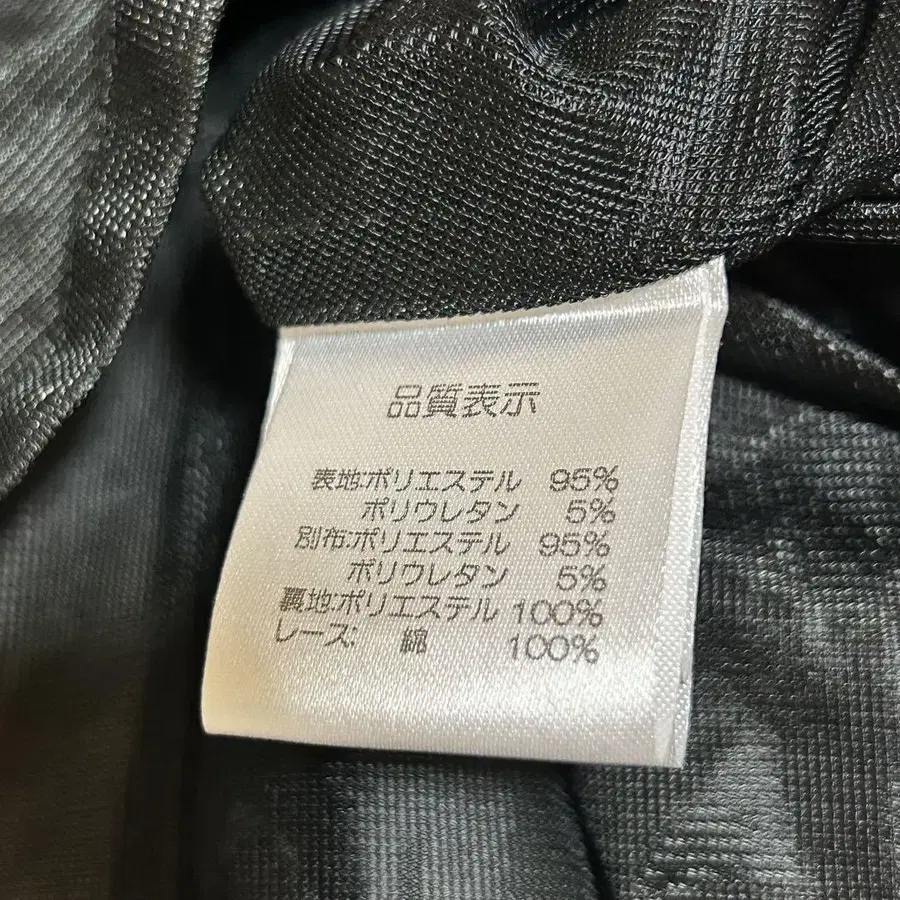 品質表示
表地:ポリエステル 95%
ポリウレタン 5%
別布:ポリエステル 95%
ポリウレタン 5%
裏地:ポリエステル 100%
レース: 綿 100%